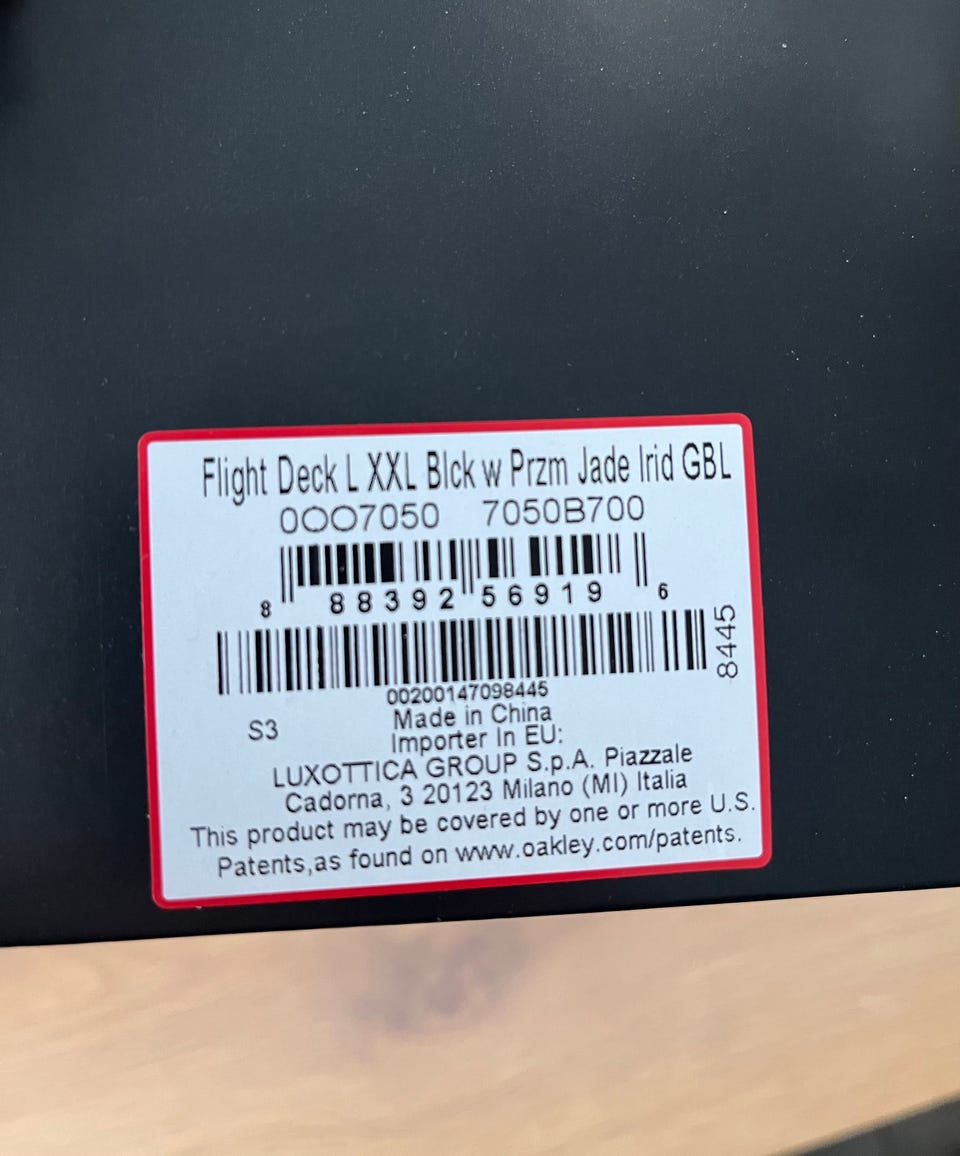 Flight Deck L XXL Blck w Przm Jade Irid GBL
0OO7050 7050B700
8 88392 56919 6
00200147098445
8445
S3
Made in China
Importer In EU:
LUXOTTICA GROUP S.p.A. Piazzale
Cadorna, 3 20123 Milano (MI) Italia
This product may be covered by one or more U.S.
Patents,as found on www.oakley.com/patents.